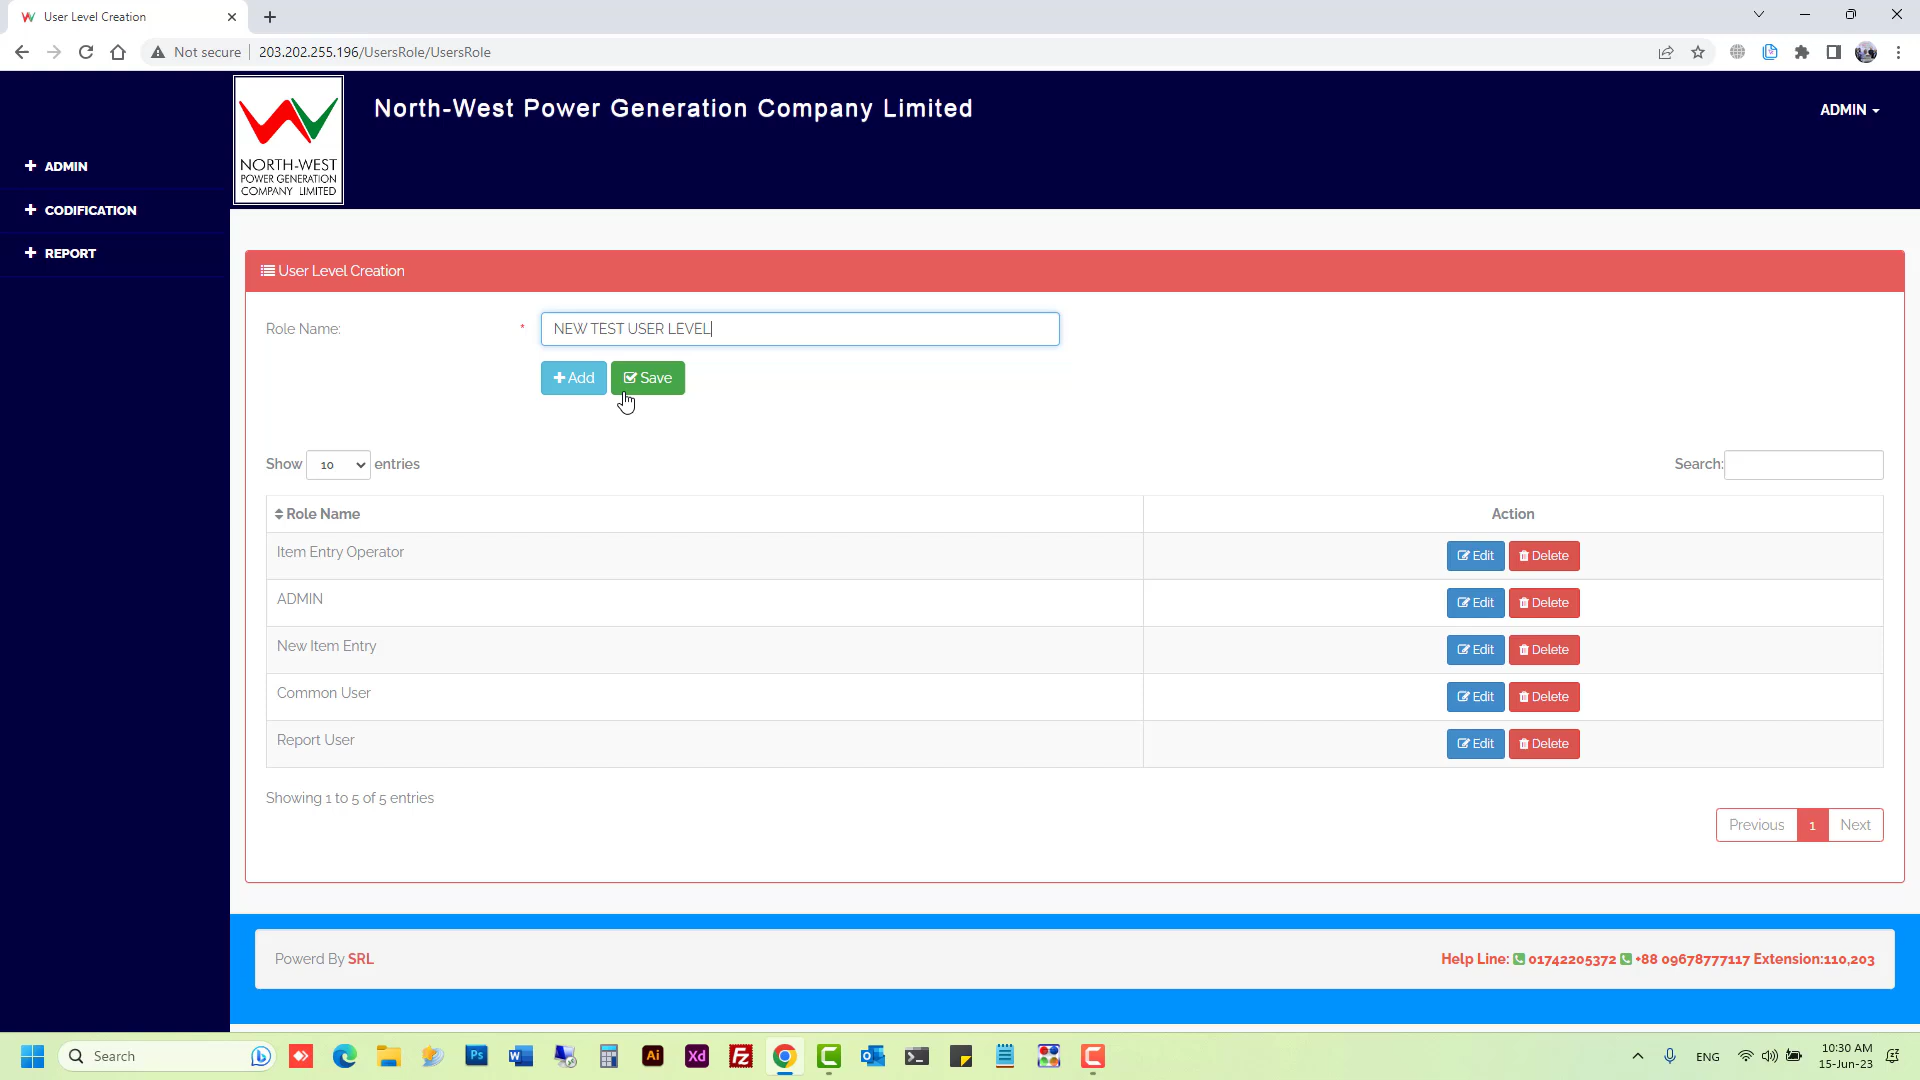 User Level Creation
Not secure
203.202.255.196/UsersRole/UsersRole
NORTH-WEST
POWER GENERATION
COMPANY LIMITED
North-West Power Generation Company Limited
ADMIN
ADMIN
CODIFICATION
REPORT
User Level Creation
Role Name: * NEW TEST USER LEVEL
Add Save
Show 10 entries Search:
Role Name Action
Item Entry Operator Edit Delete
ADMIN Edit Delete
New Item Entry Edit Delete
Common User Edit Delete
Report User Edit Delete
Showing 1 to 5 of 5 entries
Previous 1 Next
Powerd By SRL Help Line: 01742205372 +88 09678777117 Extension:110,203
Search Ps W Ai Xd Fz ENG 10:30 AM
15-Jun-23